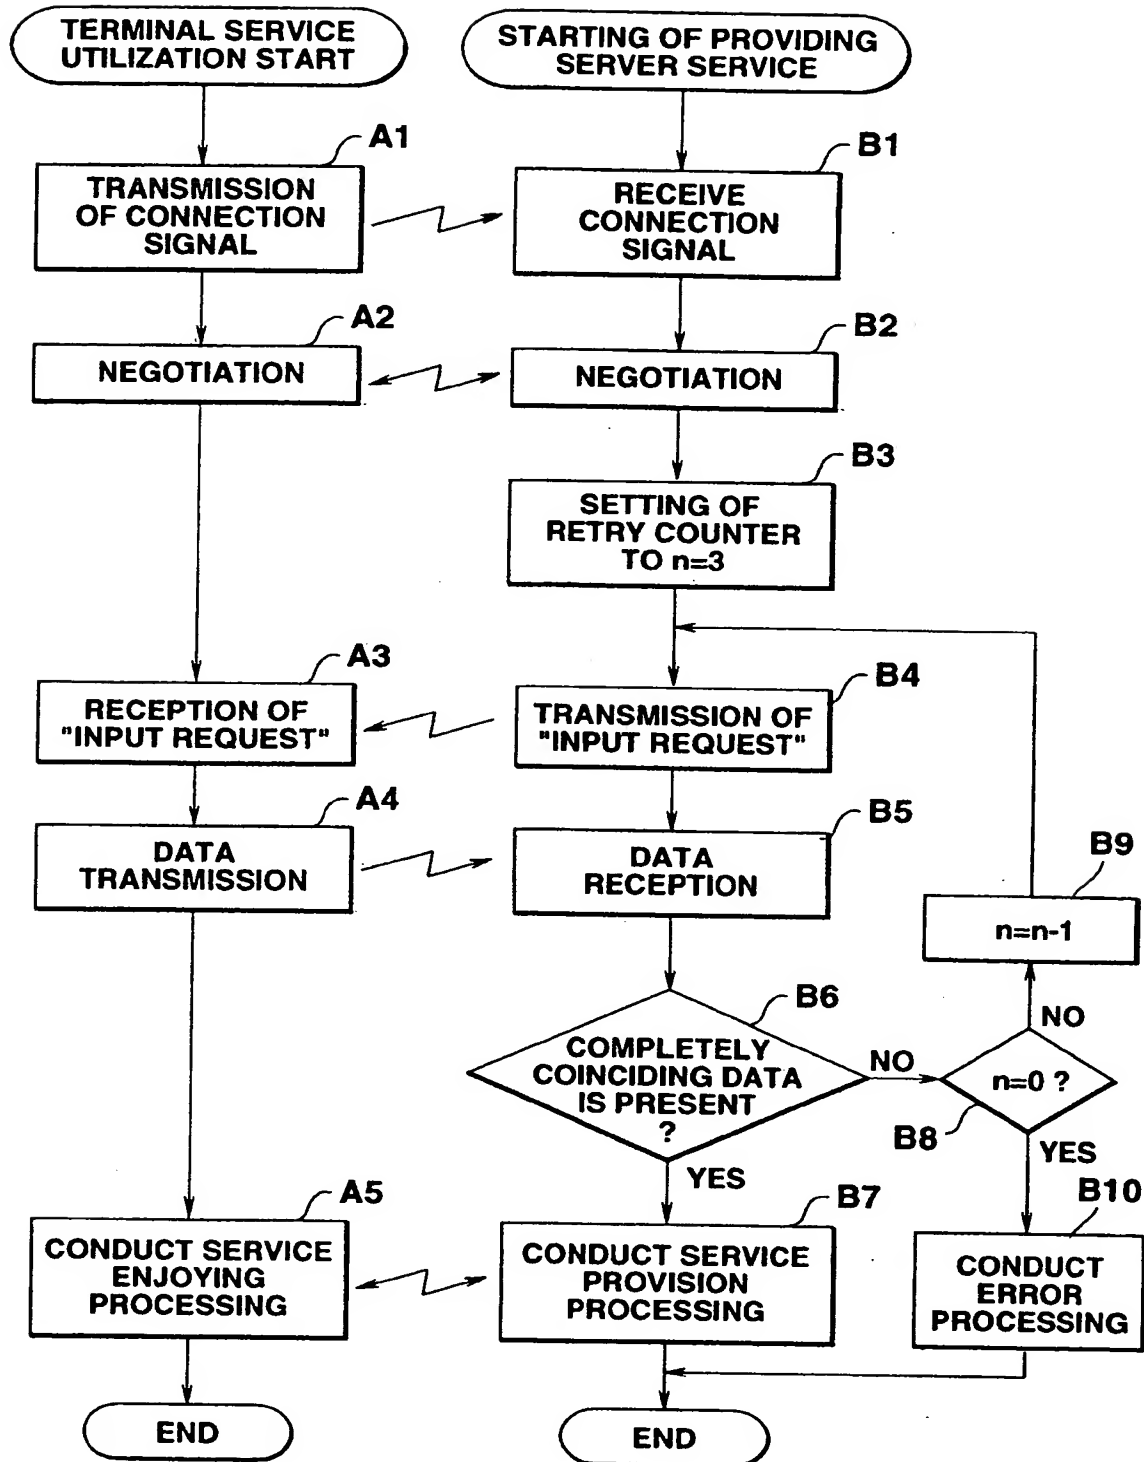 TERMINAL SERVICE
UTILIZATION START
STARTING OF PROVIDING
SERVER SERVICE
A1
TRANSMISSION
OF CONNECTION
SIGNAL
B1
RECEIVE
CONNECTION
SIGNAL
A2
NEGOTIATION
B2
NEGOTIATION
B3
SETTING OF
RETRY COUNTER
TO n=3
A3
RECEPTION OF
"INPUT REQUEST"
B4
TRANSMISSION OF
"INPUT REQUEST"
A4
DATA
TRANSMISSION
B5
DATA
RECEPTION
B9
n=n-1
B6
COMPLETELY
COINCIDING DATA
IS PRESENT
?
NO
NO
n=0 ?
B8
YES
YES
A5
CONDUCT SERVICE
ENJOYING
PROCESSING
B7
CONDUCT SERVICE
PROVISION
PROCESSING
B10
CONDUCT
ERROR
PROCESSING
END
END